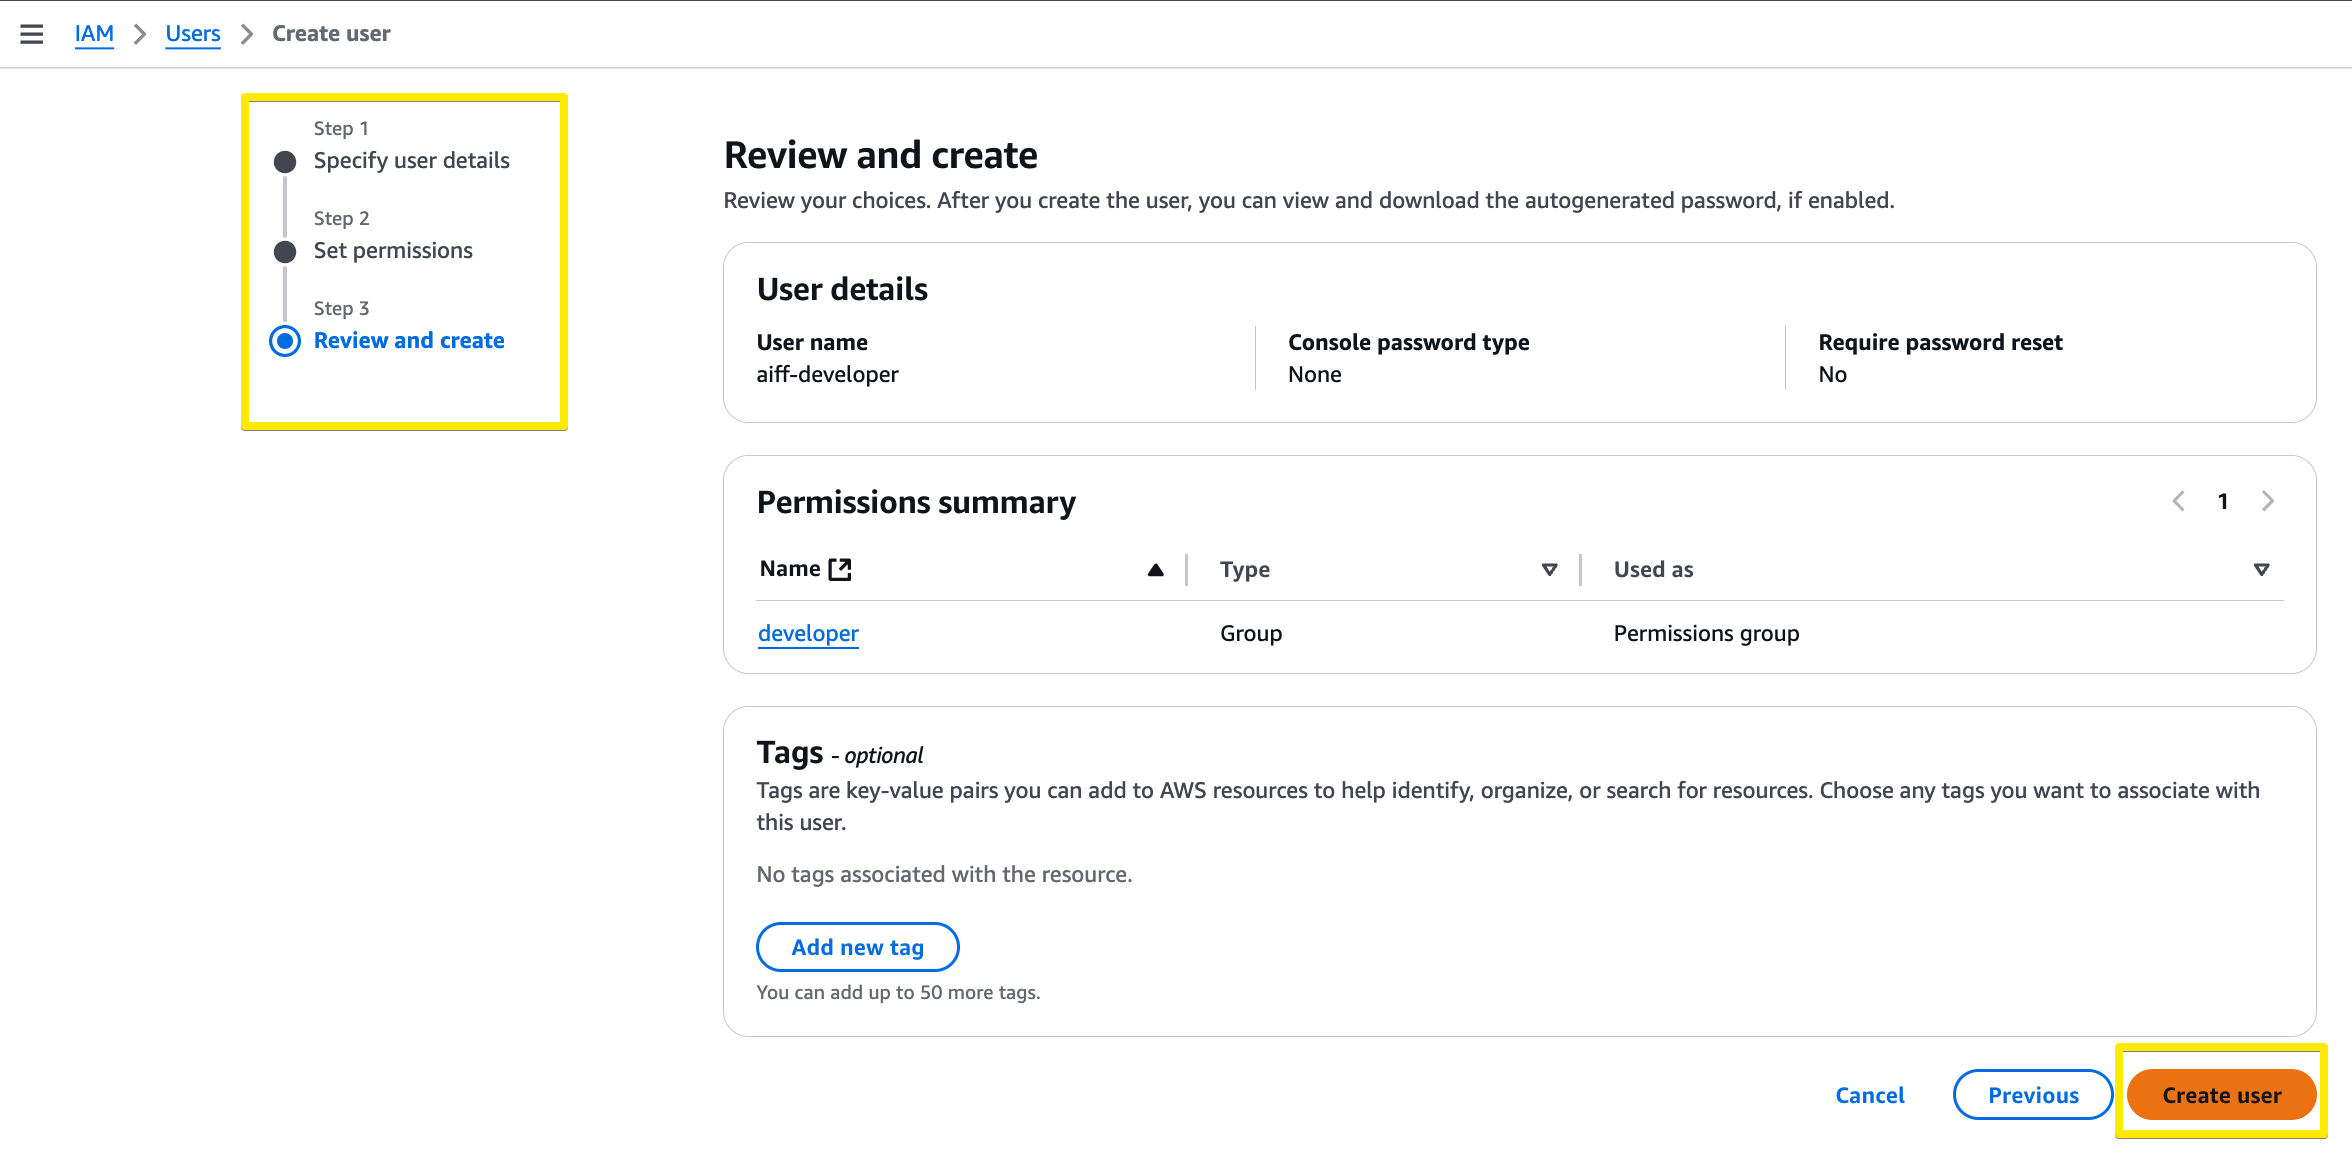 IAM > Users > Create user
Step 1
Specify user details
Step 2
Set permissions
Step 3
Review and create
Review and create
Review your choices. After you create the user, you can view and download the autogenerated password, if enabled.
User details
User name
aiff-developer
Console password type
None
Require password reset
No
Permissions summary
1
Name
Type
Used as
developer
Group
Permissions group
Tags - optional
Tags are key-value pairs you can add to AWS resources to help identify, organize, or search for resources. Choose any tags you want to associate with
this user.
No tags associated with the resource.
Add new tag
You can add up to 50 more tags.
Cancel
Previous
Create user